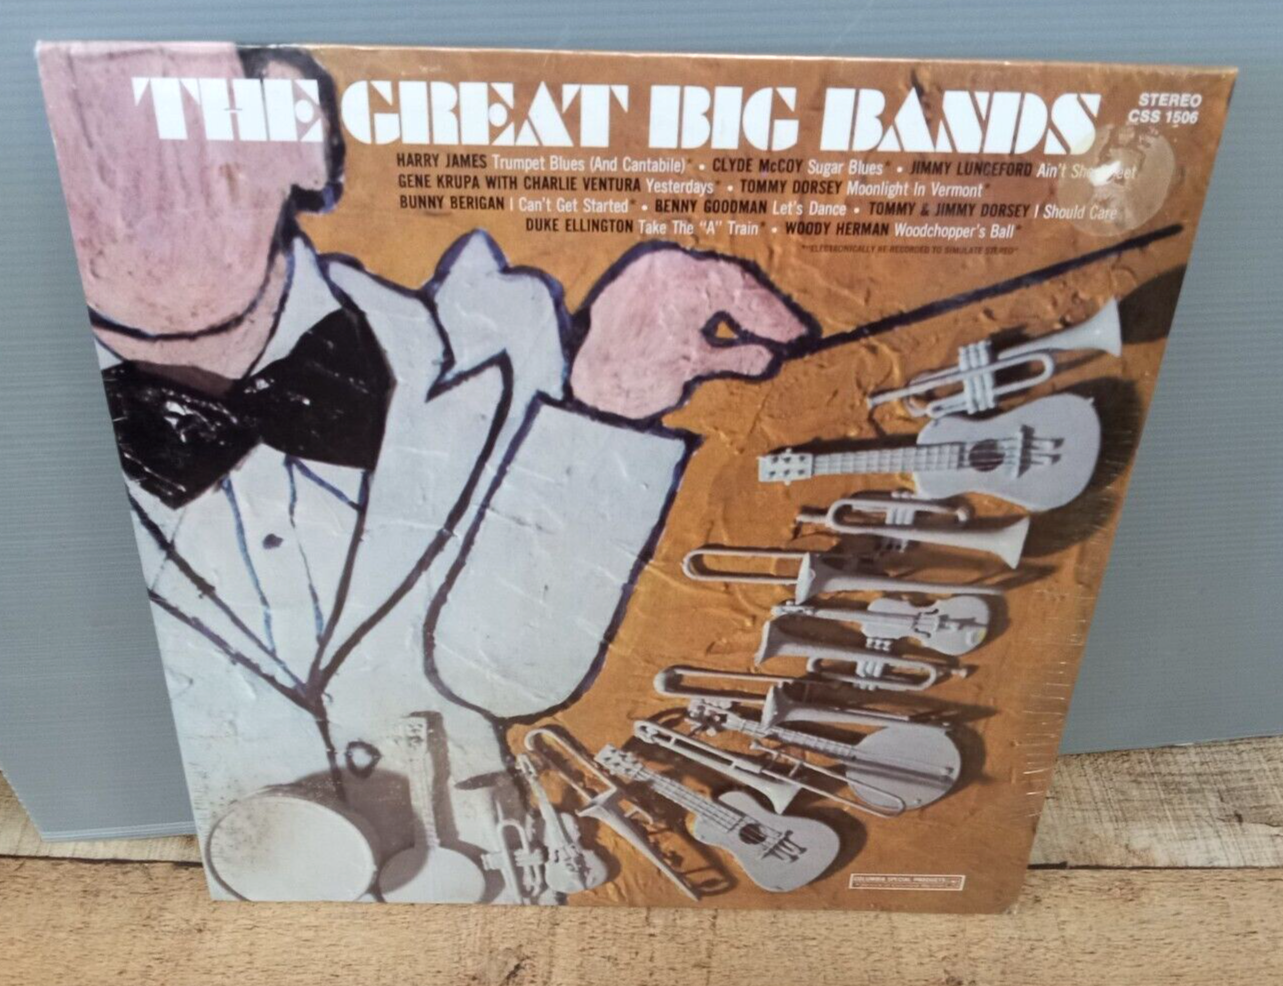 THE GREAT BIG BANDS
STEREO
CSS 1506
HARRY JAMES Trumpet Blues (And Cantabile)* • CLYDE McCOY Sugar Blues* • JIMMY LUNCEFORD Ain't She Sweet
GENE KRUPA WITH CHARLIE VENTURA Yesterdays* • TOMMY DORSEY Moonlight In Vermont*
BUNNY BERIGAN I Can't Get Started* • BENNY GOODMAN Let's Dance • TOMMY & JIMMY DORSEY I Should Care
DUKE ELLINGTON Take The "A" Train* • WOODY HERMAN Woodchopper's Ball*
*ELECTRONICALLY RE-RECORDED TO SIMULATE STEREO*
COLUMBIA SPECIAL PRODUCTS